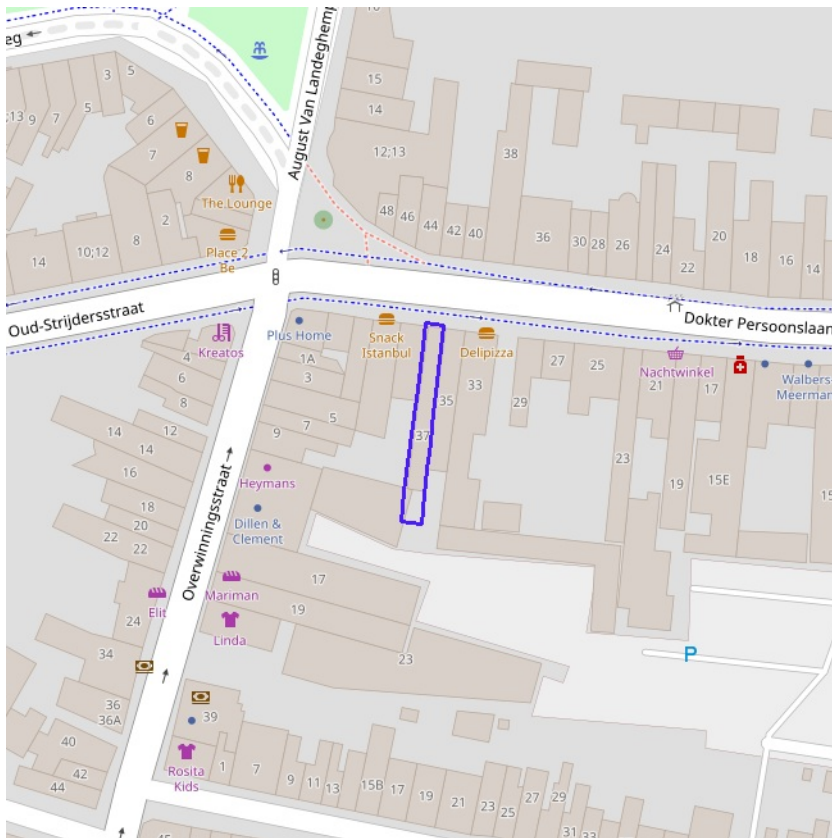 eg
August Van Landeghemp
The Lounge
Place 2
Be
Oud-Strijdersstraat
Dokter Persoonslaan
Kreatos
Plus Home
Snack
Istanbul
Delipizza
Nachtwinkel
Walbers-
Meerman
Overwinningsstraat
Heymans
Dillen &
Clement
Mariman
Elit
Linda
Rosita
Kids
P
3
5
5
;13
9
7
6
7
8
2
8
10;12
14
16
15
14
12;13
48
46
44
42
40
38
36
30
28
26
24
22
20
18
16
14
4
6
8
1A
3
5
7
9
37
35
33
29
27
25
23
21
19
17
15E
15
14
14
12
16
18
20
22
22
24
34
36
36A
40
42
44
17
19
23
39
1
7
9
11
13
15B
17
19
21
23
25
27
29
31
33
45